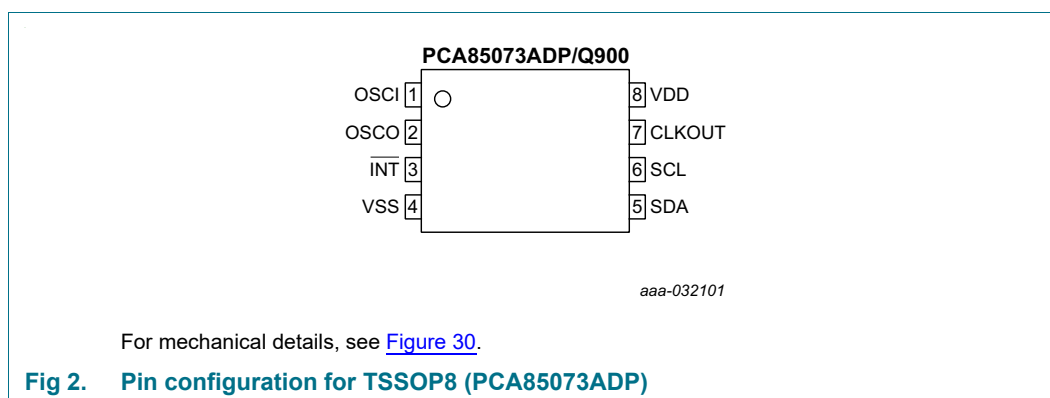 PCA85073ADP/Q900
OSCI 1
8 VDD
OSCO 2
7 CLKOUT
INT 3
6 SCL
VSS 4
5 SDA
aaa-032101
For mechanical details, see Figure 30.
Fig 2. Pin configuration for TSSOP8 (PCA85073ADP)